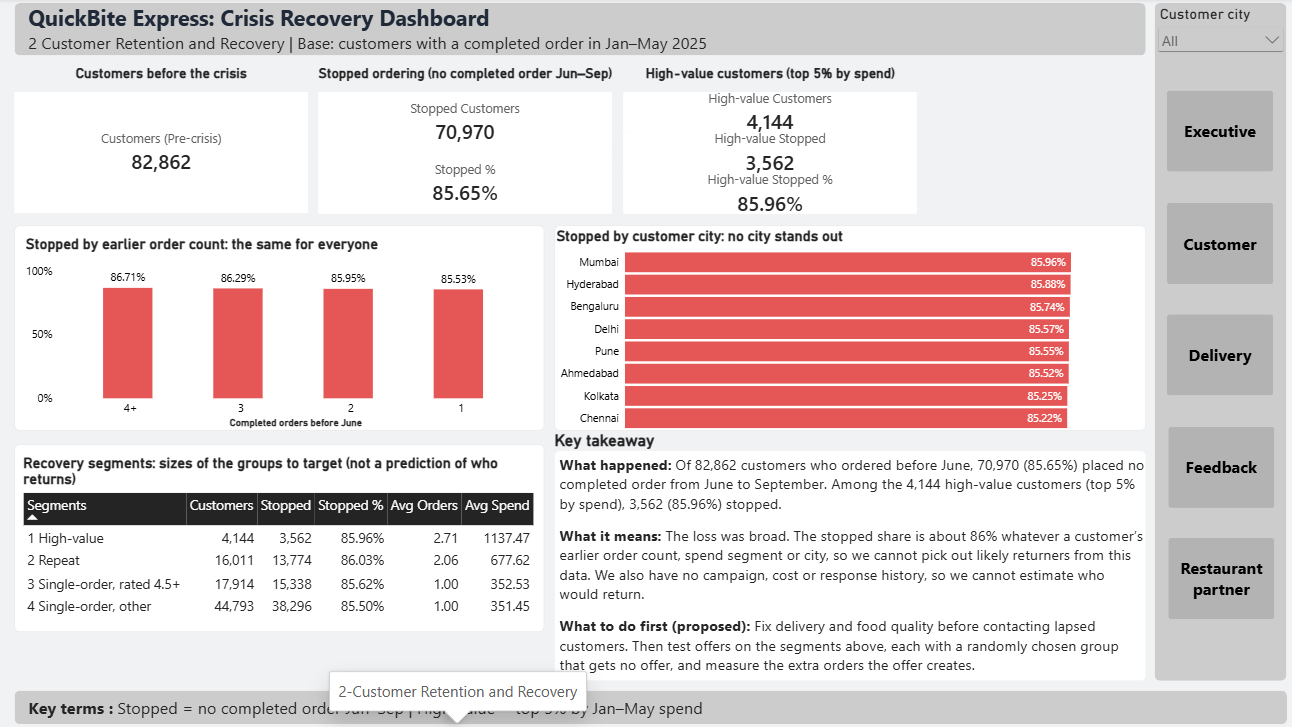 QuickBite Express: Crisis Recovery Dashboard
2 Customer Retention and Recovery | Base: customers with a completed order in Jan–May 2025
Customer city
All
Customers before the crisis
Customers (Pre-crisis)
82,862
Stopped ordering (no completed order Jun–Sep)
Stopped Customers
70,970
Stopped %
85.65%
High-value customers (top 5% by spend)
High-value Customers
4,144
High-value Stopped
3,562
High-value Stopped %
85.96%
Executive
Customer
Delivery
Feedback
Restaurant
partner
Stopped by earlier order count: the same for everyone
100%
50%
0%
86.71%
86.29%
85.95%
85.53%
4+
3
2
1
Completed orders before June
Stopped by customer city: no city stands out
Mumbai 85.96%
Hyderabad 85.88%
Bengaluru 85.74%
Delhi 85.57%
Pune 85.55%
Ahmedabad 85.52%
Kolkata 85.25%
Chennai 85.22%
Recovery segments: sizes of the groups to target (not a prediction of who
returns)
Segments Customers Stopped Stopped % Avg Orders Avg Spend
1 High-value 4,144 3,562 85.96% 2.71 1137.47
2 Repeat 16,011 13,774 86.03% 2.06 677.62
3 Single-order, rated 4.5+ 17,914 15,338 85.62% 1.00 352.53
4 Single-order, other 44,793 38,296 85.50% 1.00 351.45
Key takeaway
What happened: Of 82,862 customers who ordered before June, 70,970 (85.65%) placed no
completed order from June to September. Among the 4,144 high-value customers (top 5%
by spend), 3,562 (85.96%) stopped.
What it means: The loss was broad. The stopped share is about 86% whatever a customer's
earlier order count, spend segment or city, so we cannot pick out likely returners from this
data. We also have no campaign, cost or response history, so we cannot estimate who
would return.
What to do first (proposed): Fix delivery and food quality before contacting lapsed
customers. Then test offers on the segments above, each with a randomly chosen group
that gets no offer, and measure the extra orders the offer creates.
2-Customer Retention and Recovery
Key terms : Stopped = no completed by Jan–May spend